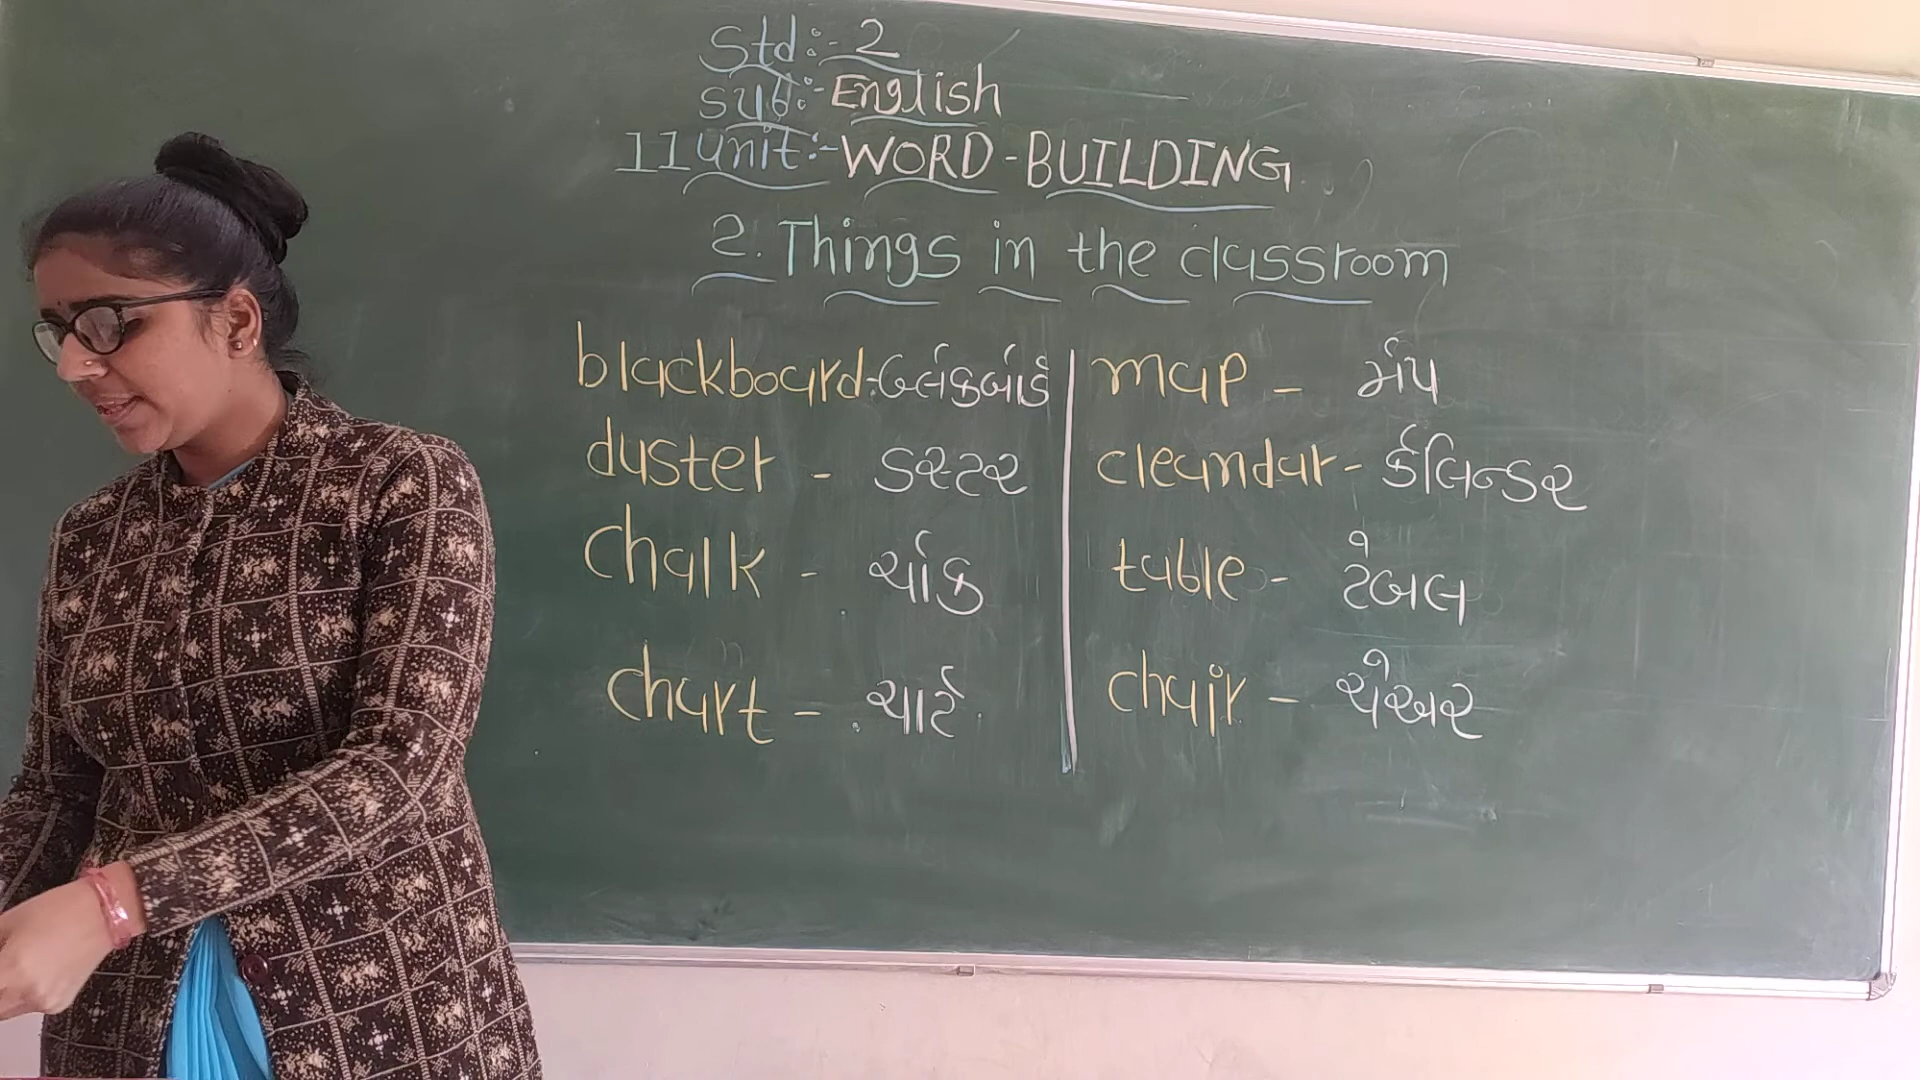 Std:- 2
sub:- English
11 unit:- WORD-BUILDING
2. Things in the classroom
blackboard - બ્લેકબોર્ડ
duster - ડસ્ટર
chalk - ચૉક
chart - ચાર્ટ
map - મેપ
cleandar - કેલિન્ડર
table - ટેબલ
chair - ચેઅર